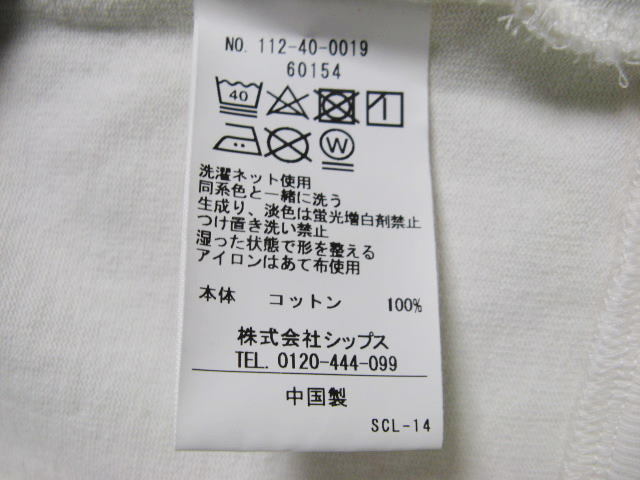 NO. 112-40-0019
60154
40
W
洗濯ネット使用
同系色と一緒に洗う
生成り、淡色は蛍光増白剤禁止
つけ置き洗い禁止
湿った状態で形を整える
アイロンはあて布使用
本体 コットン 100%
株式会社シップス
TEL. 0120-444-099
中国製
SCL-14